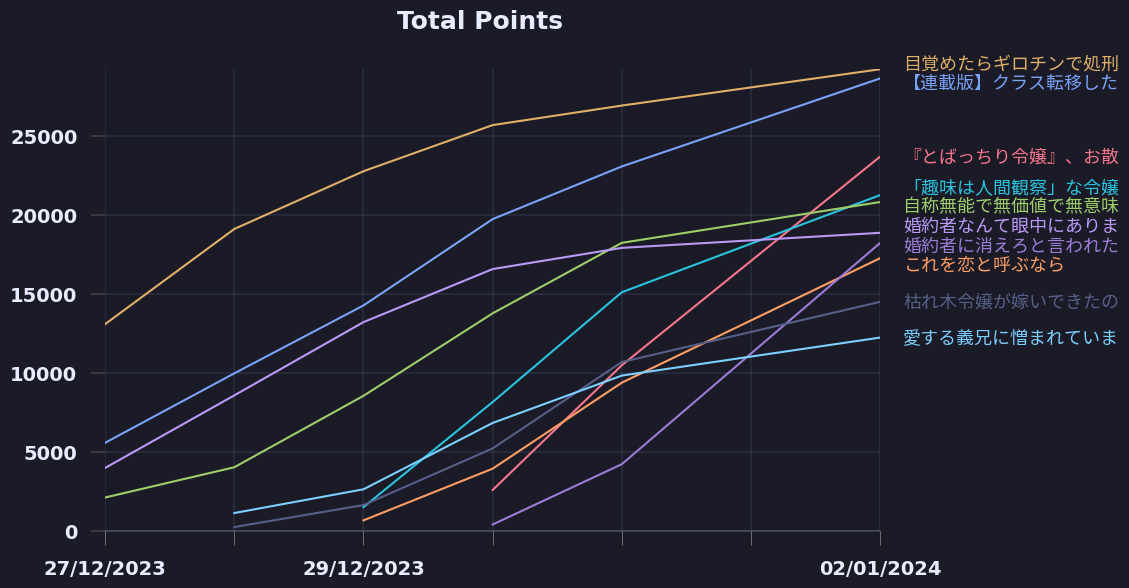 Total Points
目覚めたらギロチンで処刑
【連載版】クラス転移した
『とばっちり令嬢』、お散
「趣味は人間観察」な令嬢
自称無能で無価値で無意味
婚約者なんて眼中にありま
婚約者に消えろと言われた
これを恋と呼ぶなら
枯れ木令嬢が嫁いできたの
愛する義兄に憎まれていま
25000
20000
15000
10000
5000
0
27/12/2023
29/12/2023
02/01/2024